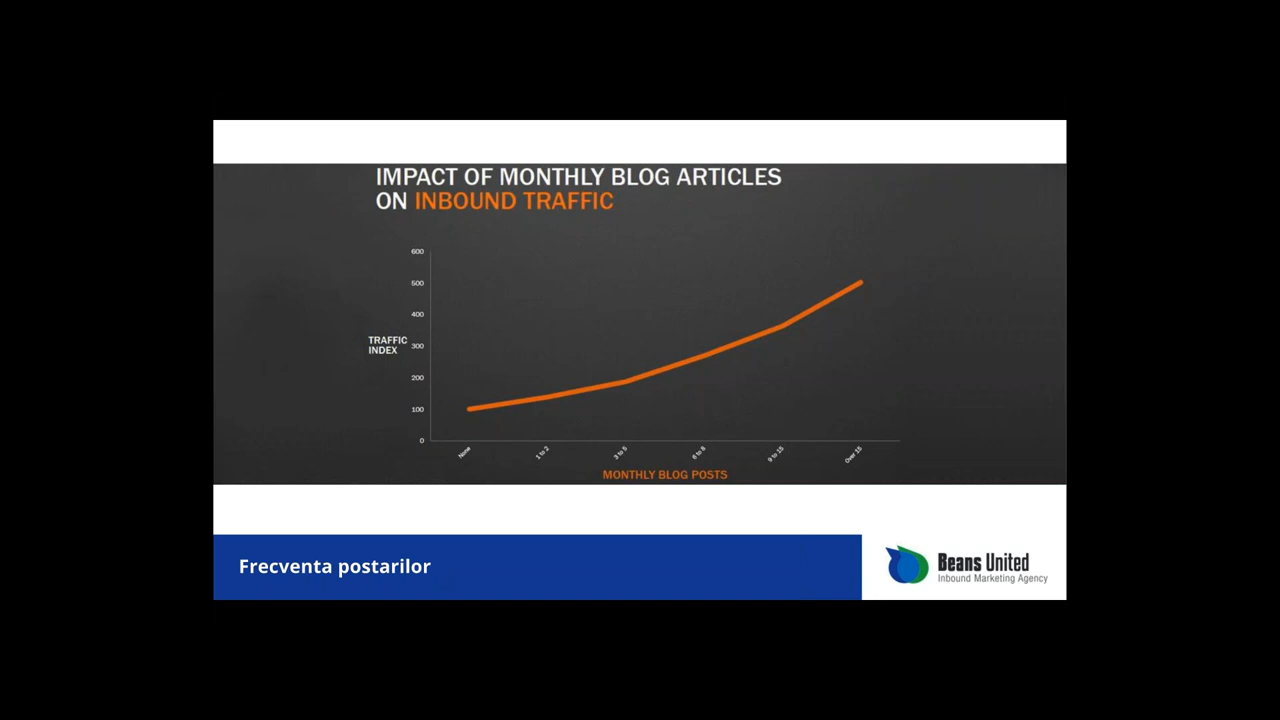 IMPACT OF MONTHLY BLOG ARTICLES
ON INBOUND TRAFFIC
600
500
400
TRAFFIC
INDEX
300
200
100
0
None
1 to 2
3 to 5
6 to 8
9 to 15
Over 15
MONTHLY BLOG POSTS
Frecventa postarilor
Beans United
Inbound Marketing Agency